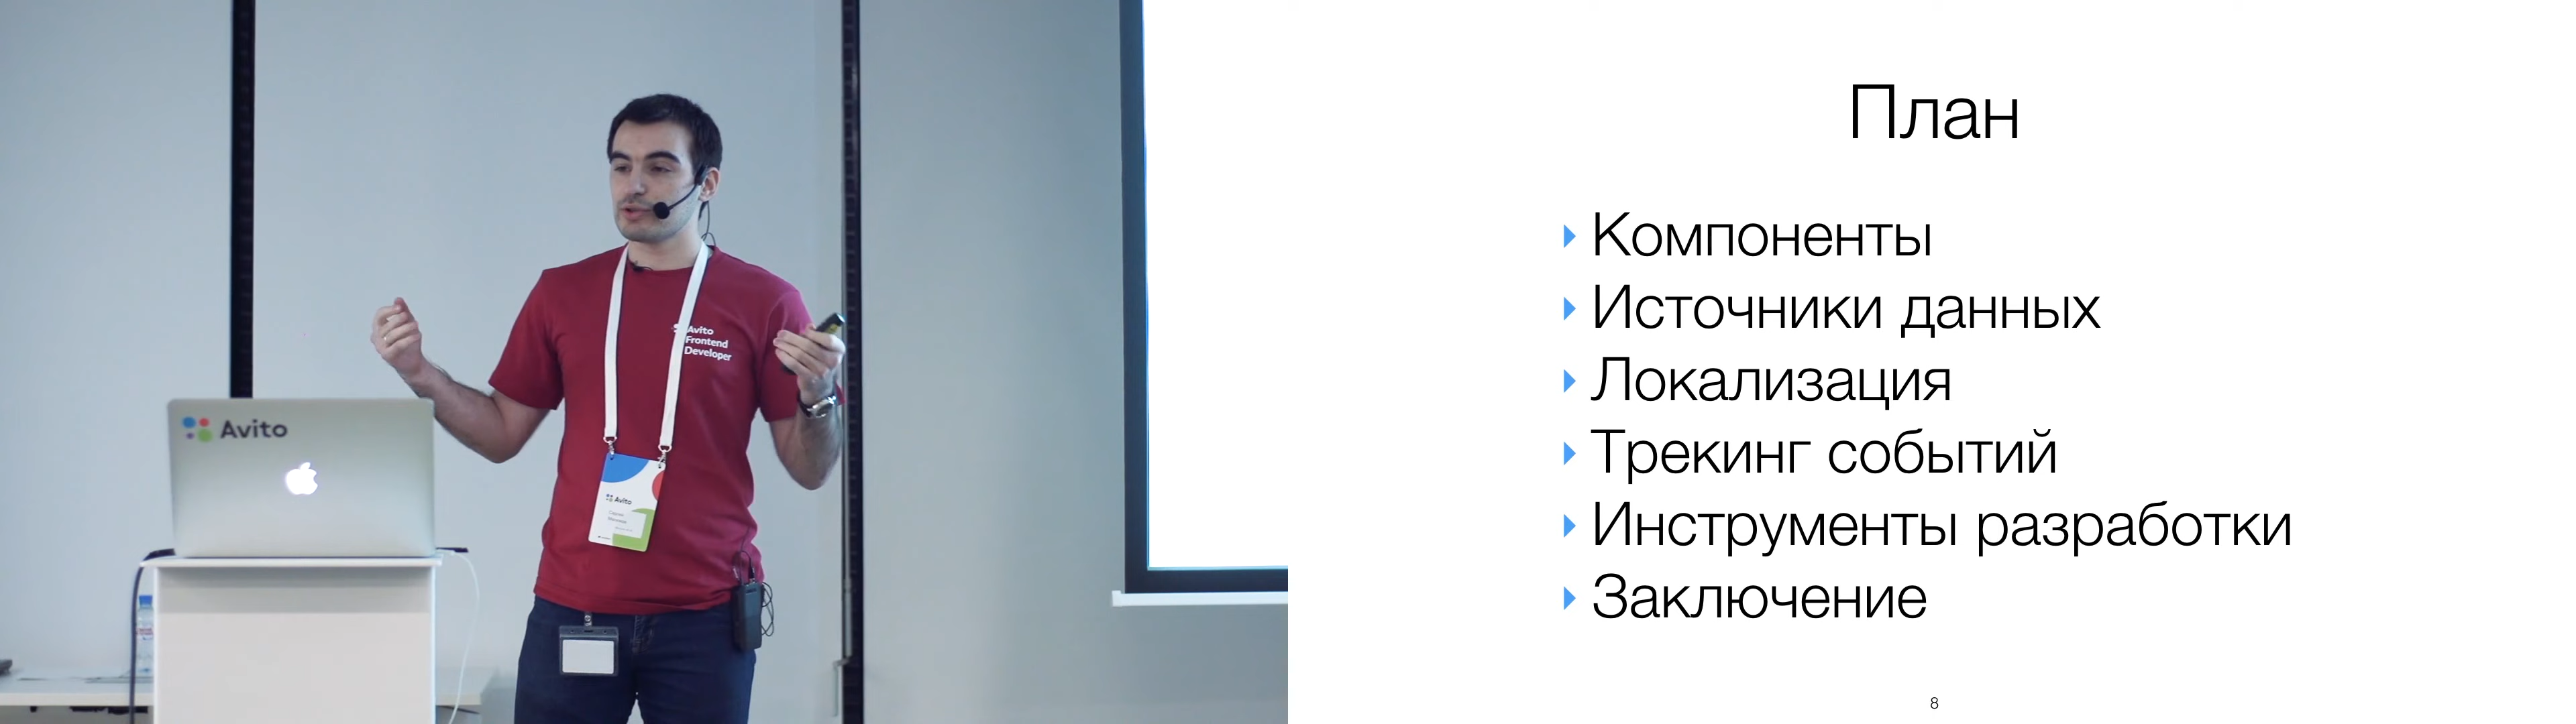 Avito
Avito
Frontend
Developer
Avito
План
Компоненты
Источники данных
Локализация
Трекинг событий
Инструменты разработки
Заключение
8